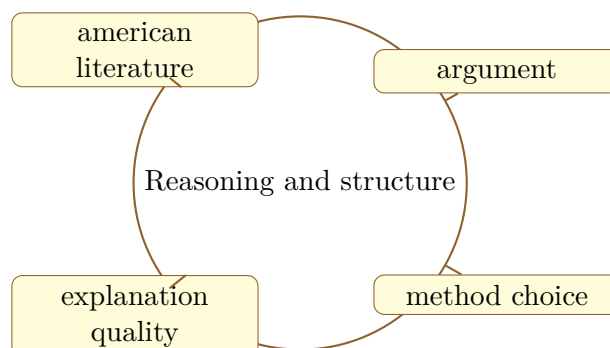 american
literature
argument
Reasoning and structure
explanation
quality
method choice